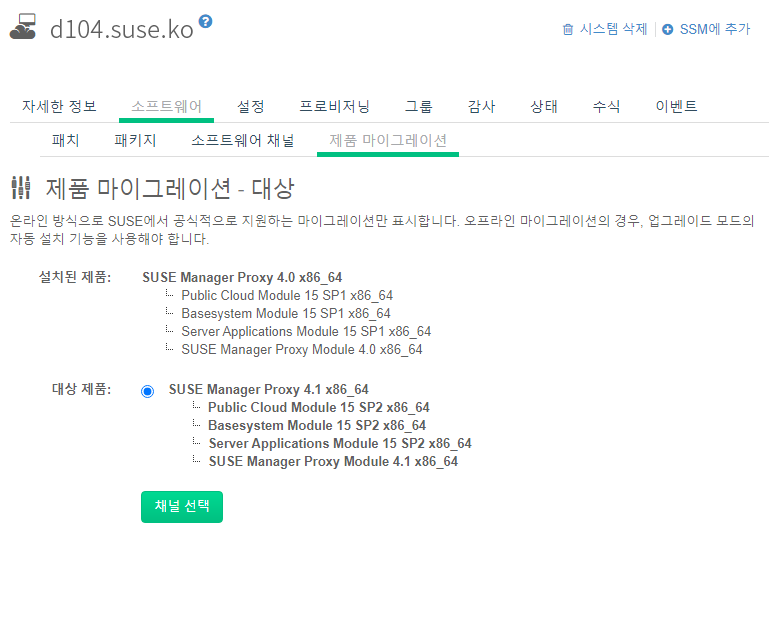 d104.suse.ko ?
시스템 삭제 SSM에 추가
자세한 정보 소프트웨어 설정 프로비저닝 그룹 감사 상태 수식 이벤트
패치 패키지 소프트웨어 채널 제품 마이그레이션
제품 마이그레이션 - 대상
온라인 방식으로 SUSE에서 공식적으로 지원하는 마이그레이션만 표시합니다. 오프라인 마이그레이션의 경우, 업그레이드 모드의
자동 설치 기능을 사용해야 합니다.
설치된 제품: SUSE Manager Proxy 4.0 x86_64
Public Cloud Module 15 SP1 x86_64
Basesystem Module 15 SP1 x86_64
Server Applications Module 15 SP1 x86_64
SUSE Manager Proxy Module 4.0 x86_64
대상 제품: SUSE Manager Proxy 4.1 x86_64
Public Cloud Module 15 SP2 x86_64
Basesystem Module 15 SP2 x86_64
Server Applications Module 15 SP2 x86_64
SUSE Manager Proxy Module 4.1 x86_64
채널 선택